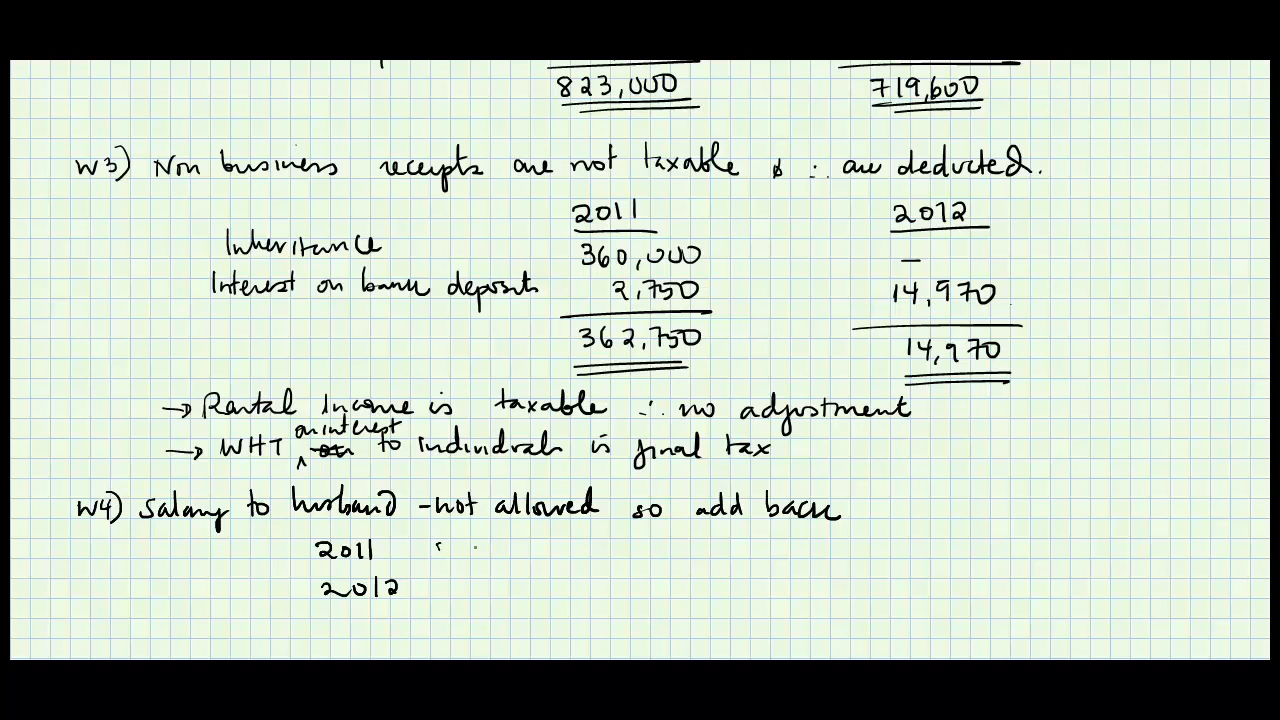 823,000 719,600
W3) Non business receipts are not taxable & ∴ are deducted.
2011 2012
Inheritance 360,000 —
Interest on bank deposits 2,750 14,970
362,750 14,970
→ Rental Income is taxable ∴ no adjustment
→ WHT on interest to individuals is final tax
W4) Salary to husband - not allowed so add back
2011
2012